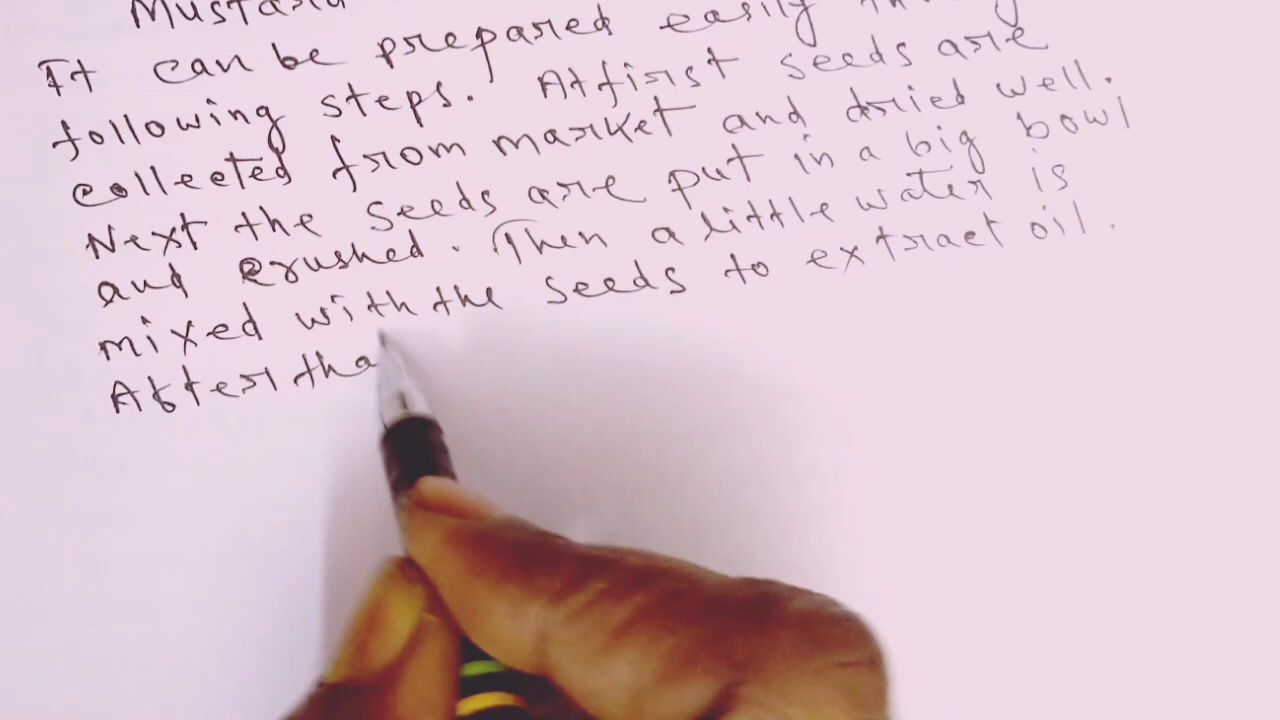 Mustard
It can be prepared easily
following steps. At first seeds are
collected from market and dried well.
Next the seeds are put in a big bowl
and crushed. Then a little water is
mixed with the seeds to extract oil.
After tha